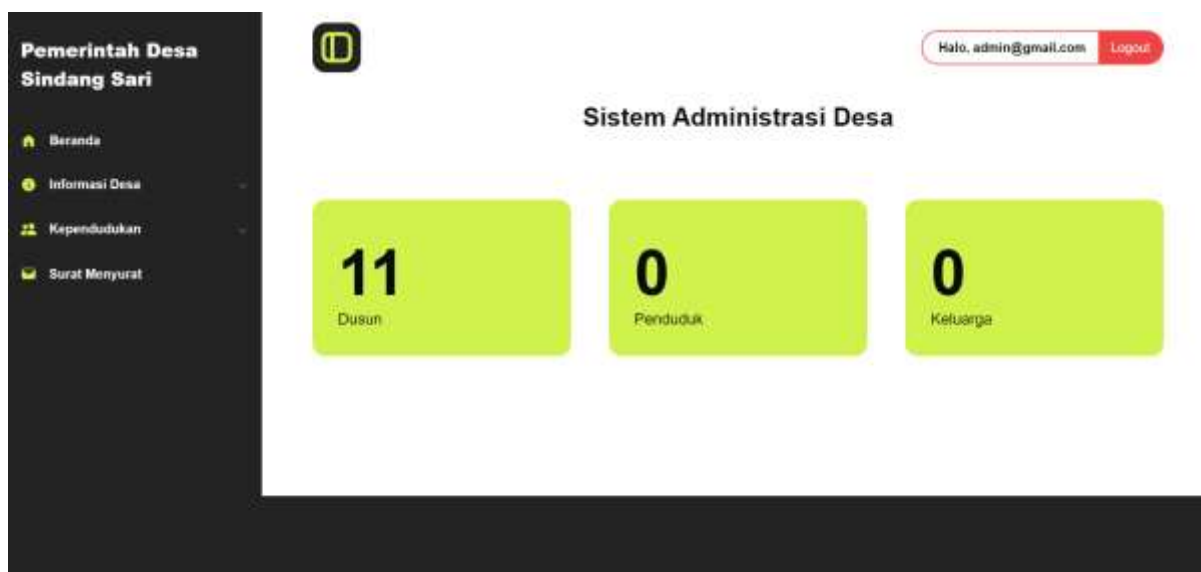 Pemerintah Desa
Sindang Sari
Beranda
Informasi Desa
Kependudukan
Surat Menyurat
Halo, admin@gmail.com
Logout
Sistem Administrasi Desa
11
Dusun
0
Penduduk
0
Keluarga